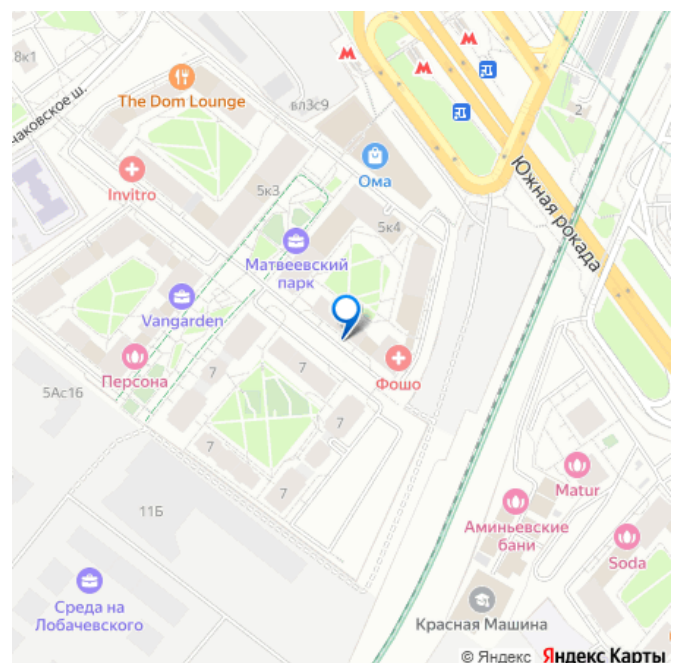 8к1
чаковское ш.
The Dom Lounge
вл3с9
2
Ома
Южная рокада
Invitro
5к3
5к4
Матвеевский
парк
Vangarden
Фошо
Персона
7
7
5Ас16
7
7
7
11Б
Matur
Аминьевские
бани
Soda
Среда на
Лобачевского
Красная Машина
© Яндекс Яндекс Карты